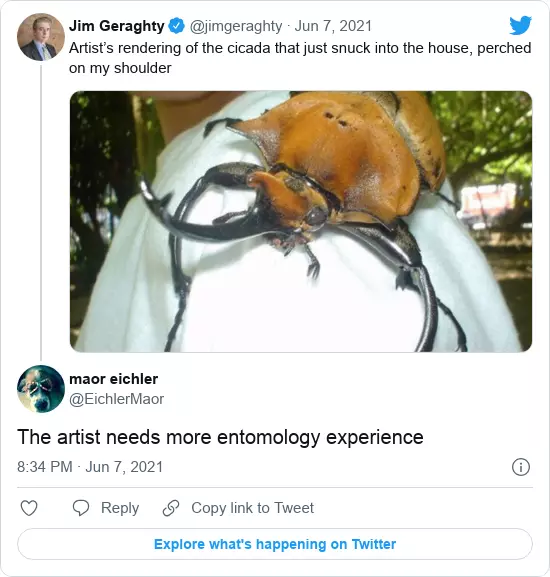 Jim Geraghty @jimgeraghty · Jun 7, 2021
Artist's rendering of the cicada that just snuck into the house, perched
on my shoulder
maor eichler
@EichlerMaor
The artist needs more entomology experience
8:34 PM · Jun 7, 2021
Reply Copy link to Tweet
Explore what's happening on Twitter